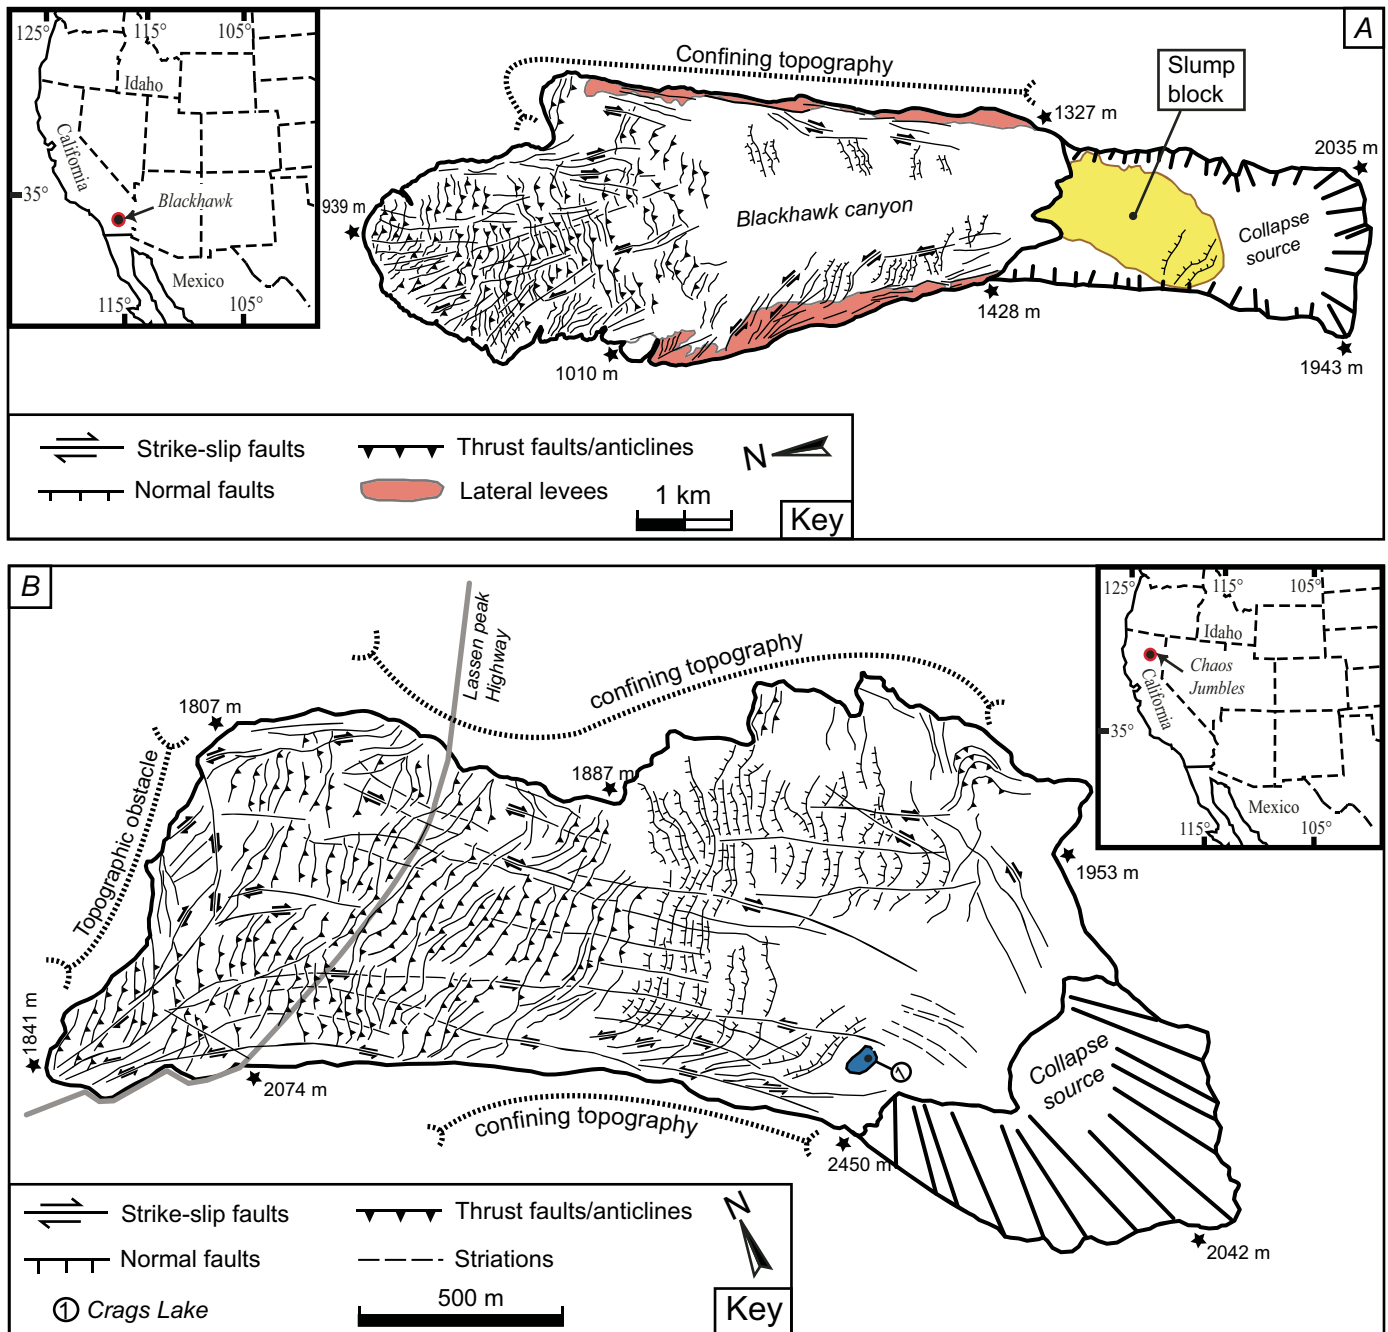 A
125°
115°
105°
Idaho
California
35°
Blackhawk
Mexico
115°
105°
Confining topography
Slump
block
1327 m
2035 m
939 m
Blackhawk canyon
Collapse
source
1428 m
1943 m
1010 m
Strike-slip faults
Thrust faults/anticlines
N
Normal faults
Lateral levees
1 km
Key
B
125°
115°
105°
Idaho
Chaos
Jumbles
California
35°
Mexico
115°
105°
Lassen peak
Highway
confining topography
1807 m
Topographic obstacle
1887 m
1953 m
1841 m
2074 m
confining topography
1
Collapse
source
2450 m
2042 m
Strike-slip faults
Thrust faults/anticlines
N
Normal faults
Striations
1 Crags Lake
500 m
Key